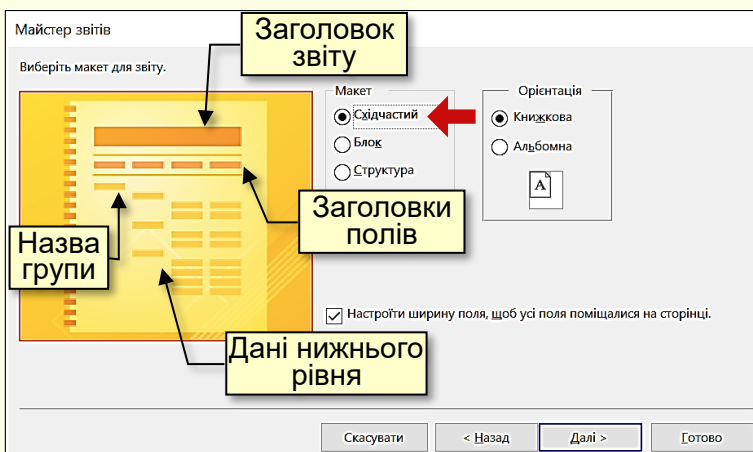 Майстер звітів
Заголовок
звіту
Виберіть макет для звіту.
Макет
Східчастий
Блок
Структура
Орієнтація
Книжкова
Альбомна
A
Заголовки
полів
Назва
групи
Настроїти ширину поля, щоб усі поля поміщалися на сторінці.
Дані нижнього
рівня
Скасувати
< Назад
Далі >
Готово